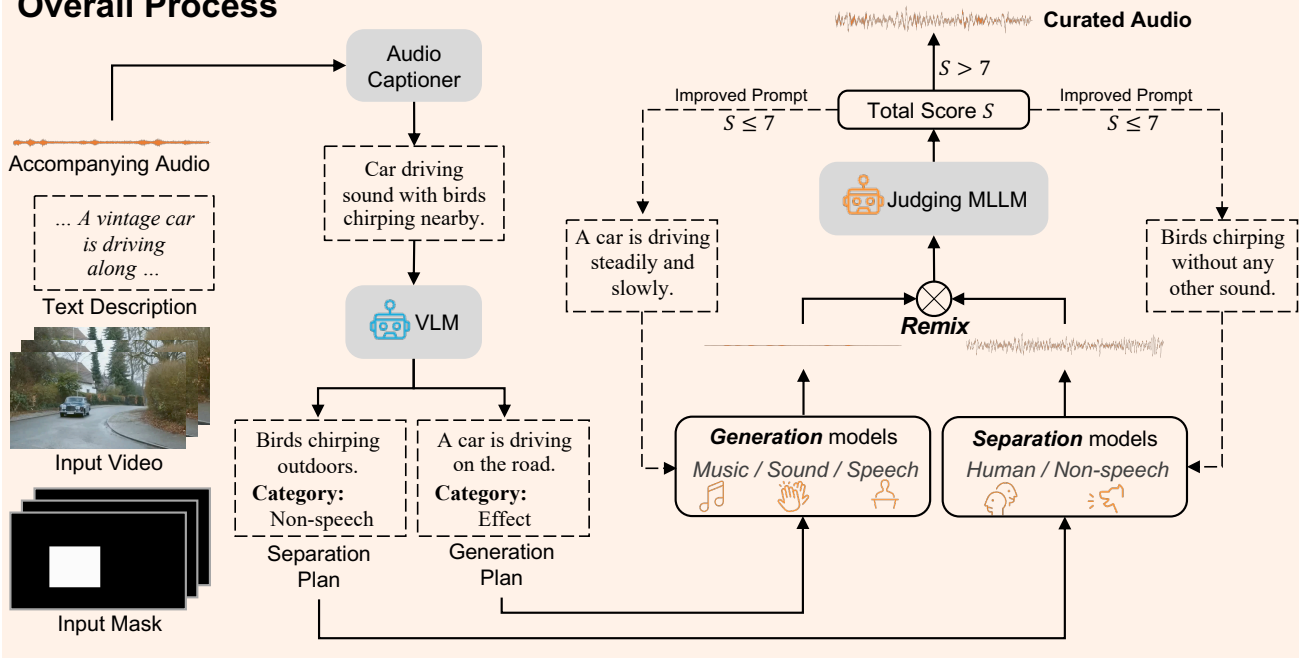 Overall Process
Accompanying Audio
... A vintage car
is driving
along ...
Text Description
Input Video
Input Mask
Audio
Captioner
Car driving
sound with birds
chirping nearby.
VLM
Birds chirping
outdoors.
Category:
Non-speech
Separation
Plan
A car is driving
on the road.
Category:
Effect
Generation
Plan
Curated Audio
S > 7
Total Score S
Improved Prompt
S ≤ 7
Improved Prompt
S ≤ 7
Judging MLLM
A car is driving
steadily and
slowly.
Birds chirping
without any
other sound.
Remix
Generation models
Music / Sound / Speech
Separation models
Human / Non-speech